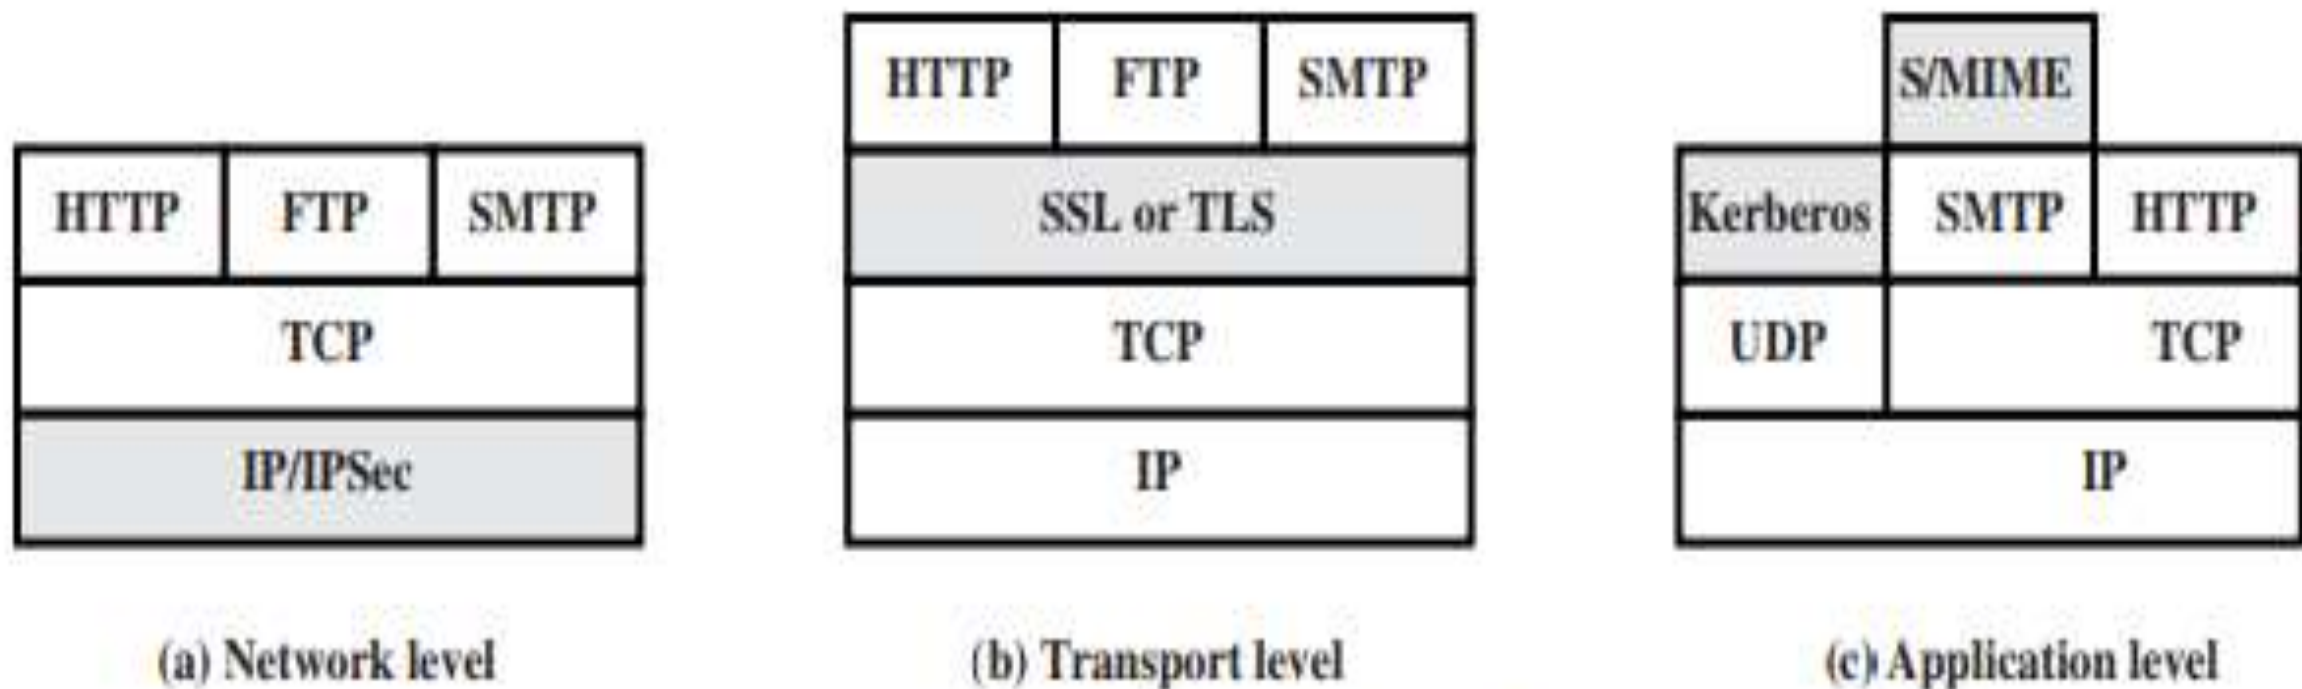 HTTP FTP SMTP
TCP
IP/IPSec
(a) Network level
HTTP FTP SMTP
SSL or TLS
TCP
IP
(b) Transport level
S/MIME
Kerberos SMTP HTTP
UDP TCP
IP
(c) Application level